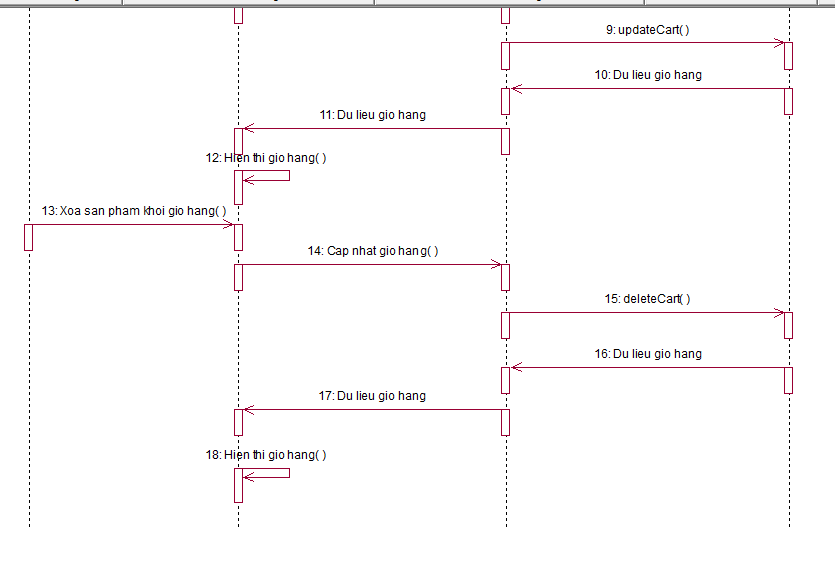 9: updateCart( )
10: Du lieu gio hang
11: Du lieu gio hang
12: Hien thi gio hang( )
13: Xoa san pham khoi gio hang( )
14: Cap nhat gio hang( )
15: deleteCart( )
16: Du lieu gio hang
17: Du lieu gio hang
18: Hien thi gio hang( )